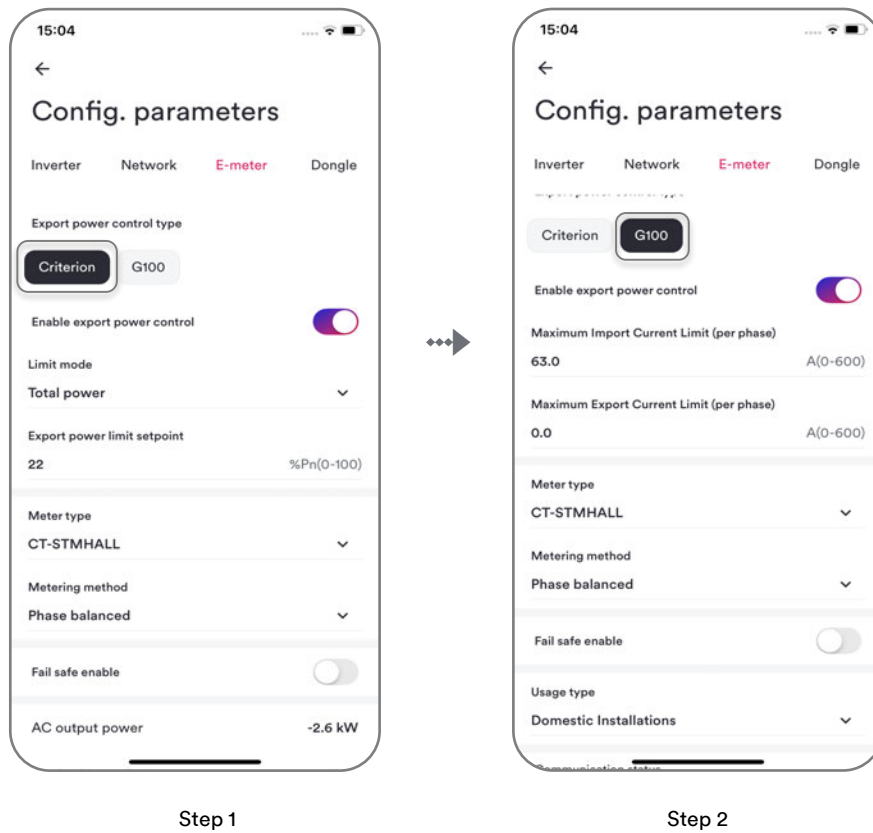 15:04
Config. parameters
Inverter Network E-meter Dongle
Export power control type
Criterion G100
Enable export power control
Limit mode
Total power
Export power limit setpoint
22 %Pn(0-100)
Meter type
CT-STMHALL
Metering method
Phase balanced
Fail safe enable
AC output power -2.6 kW
Step 1
15:04
Config. parameters
Inverter Network E-meter Dongle
Criterion G100
Enable export power control
Maximum Import Current Limit (per phase)
63.0 A(0-600)
Maximum Export Current Limit (per phase)
0.0 A(0-600)
Meter type
CT-STMHALL
Metering method
Phase balanced
Fail safe enable
Usage type
Domestic Installations
Communication status
Step 2